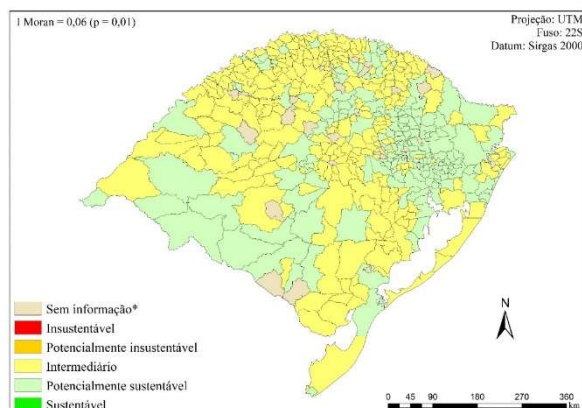 I Moran = 0,06 (p = 0,01)
Projeção: UTM
Fuso: 22S
Datum: Sirgas 2000
N
Sem informação*
Insustentável
Potencialmente insustentável
Intermediário
Potencialmente sustentável
Sustentável
0 45 90 180 270 360
km